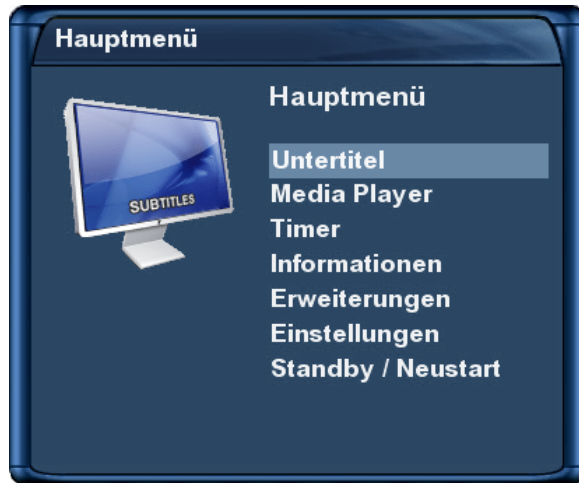 Hauptmenü
Hauptmenü
SUBTITLES
Untertitel
Media Player
Timer
Informationen
Erweiterungen
Einstellungen
Standby / Neustart